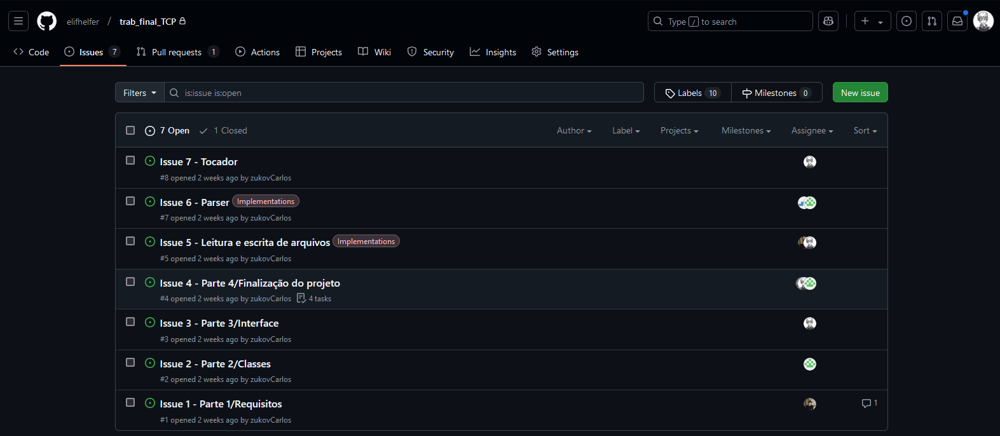 elifhelfer / trab_final_TCP
Type / to search
Code
Issues 7
Pull requests 1
Actions
Projects
Wiki
Security
Insights
Settings
Filters
is:issue is:open
Labels 10
Milestones 0
New issue
7 Open
1 Closed
Author
Label
Projects
Milestones
Assignee
Sort
Issue 7 - Tocador
#8 opened 2 weeks ago by zukovCarlos
Issue 6 - Parser Implementations
#7 opened 2 weeks ago by zukovCarlos
Issue 5 - Leitura e escrita de arquivos Implementations
#5 opened 2 weeks ago by zukovCarlos
Issue 4 - Parte 4/Finalização do projeto
#4 opened 2 weeks ago by zukovCarlos 4 tasks
Issue 3 - Parte 3/Interface
#3 opened 2 weeks ago by zukovCarlos
Issue 2 - Parte 2/Classes
#2 opened 2 weeks ago by zukovCarlos
Issue 1 - Parte 1/Requisitos
1
#1 opened 2 weeks ago by zukovCarlos